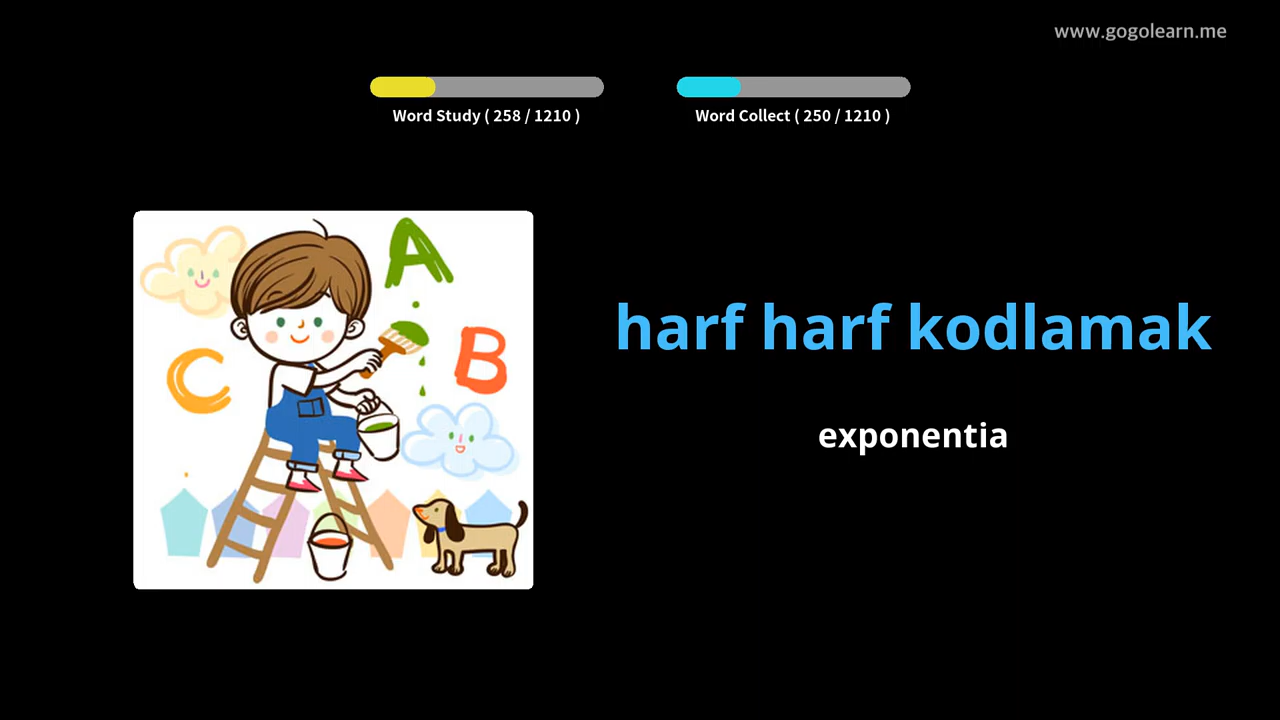 www.gogolearn.me
Word Study ( 258 / 1210 )
Word Collect ( 250 / 1210 )
A
B
C
harf harf kodlamak
exponentia